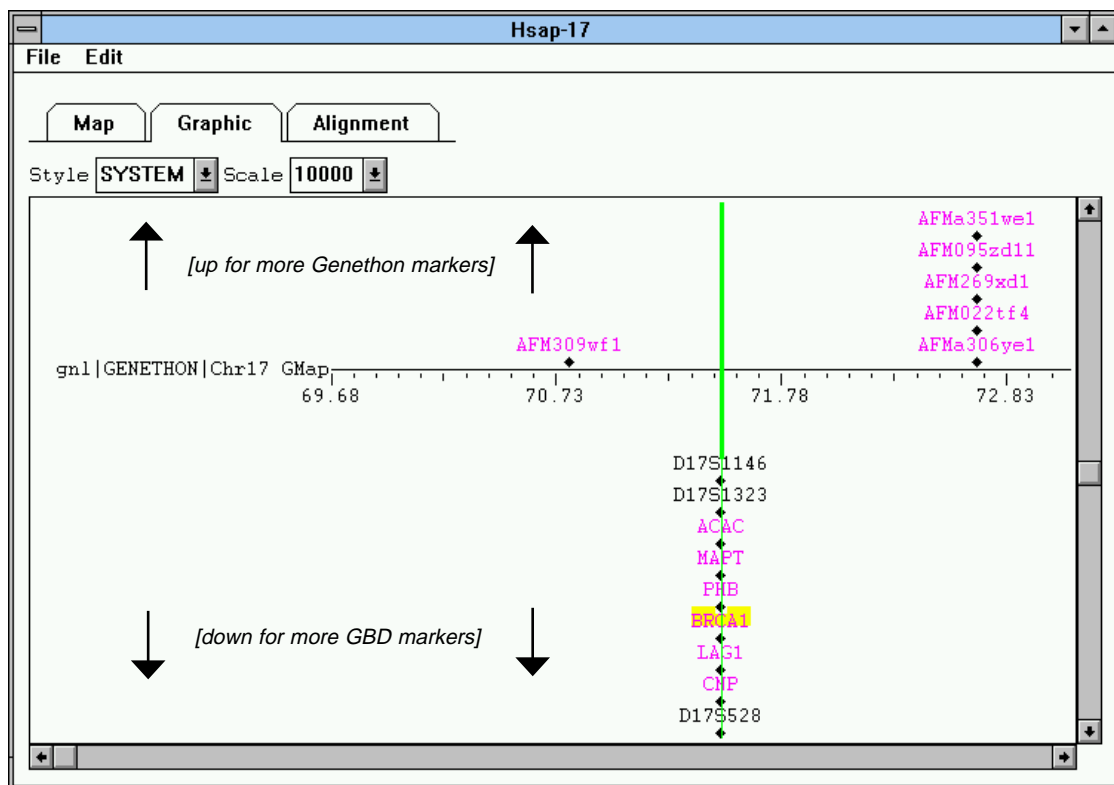 Hsap-17
File Edit
Map Graphic Alignment
Style SYSTEM Scale 10000
AFMa351we1
AFM095zd11
[up for more Genethon markers]
AFM269xd1
AFM022tf4
AFM309wf1 AFMa306ye1
gnl|GENETHON|Chr17 GMap
69.68 70.73 71.78 72.83
D17S1146
D17S1323
ACAC
MAPT
PHB
BRCA1
[down for more GBD markers]
LAG1
CNP
D17S528